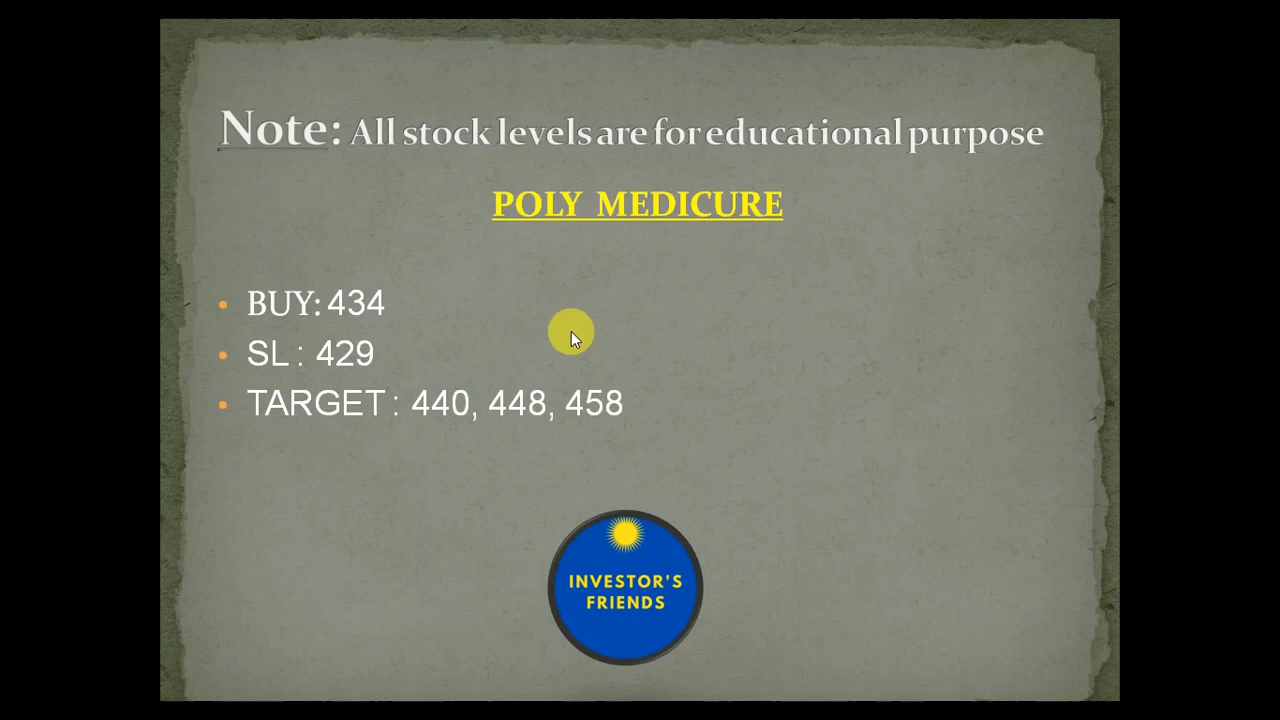 Note: All stock levels are for educational purpose
POLY MEDICURE
• BUY: 434
• SL : 429
• TARGET : 440, 448, 458
INVESTOR'S
FRIENDS